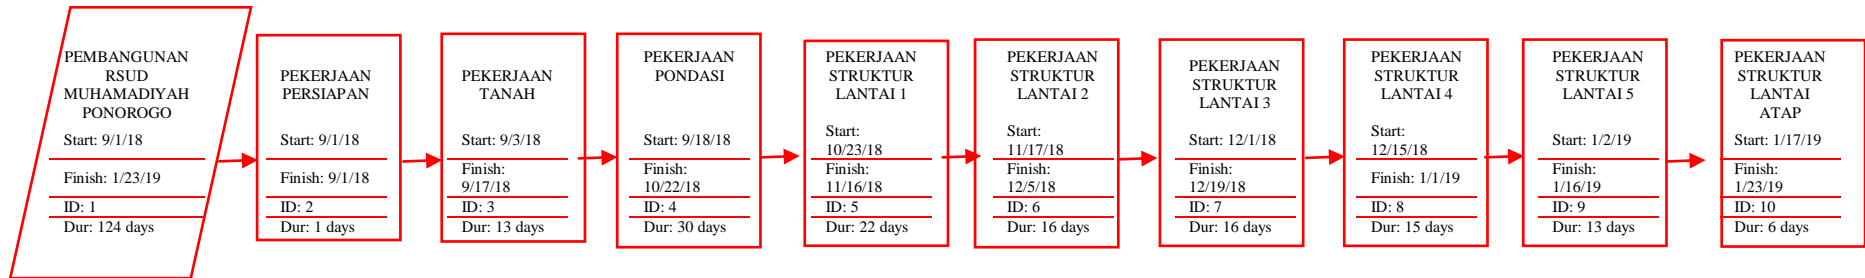 PEMBANGUNAN
RSUD
MUHAMADIYAH
PONOROGO
Start: 9/1/18
Finish: 1/23/19
ID: 1
Dur: 124 days
PEKERJAAN
PERSIAPAN
Start: 9/1/18
Finish: 9/1/18
ID: 2
Dur: 1 days
PEKERJAAN
TANAH
Start: 9/3/18
Finish:
9/17/18
ID: 3
Dur: 13 days
PEKERJAAN
PONDASI
Start: 9/18/18
Finish:
10/22/18
ID: 4
Dur: 30 days
PEKERJAAN
STRUKTUR
LANTAI 1
Start:
10/23/18
Finish:
11/16/18
ID: 5
Dur: 22 days
PEKERJAAN
STRUKTUR
LANTAI 2
Start:
11/17/18
Finish:
12/5/18
ID: 6
Dur: 16 days
PEKERJAAN
STRUKTUR
LANTAI 3
Start: 12/1/18
Finish:
12/19/18
ID: 7
Dur: 16 days
PEKERJAAN
STRUKTUR
LANTAI 4
Start:
12/15/18
Finish: 1/1/19
ID: 8
Dur: 15 days
PEKERJAAN
STRUKTUR
LANTAI 5
Start: 1/2/19
Finish:
1/16/19
ID: 9
Dur: 13 days
PEKERJAAN
STRUKTUR
LANTAI
ATAP
Start: 1/17/19
Finish:
1/23/19
ID: 10
Dur: 6 days